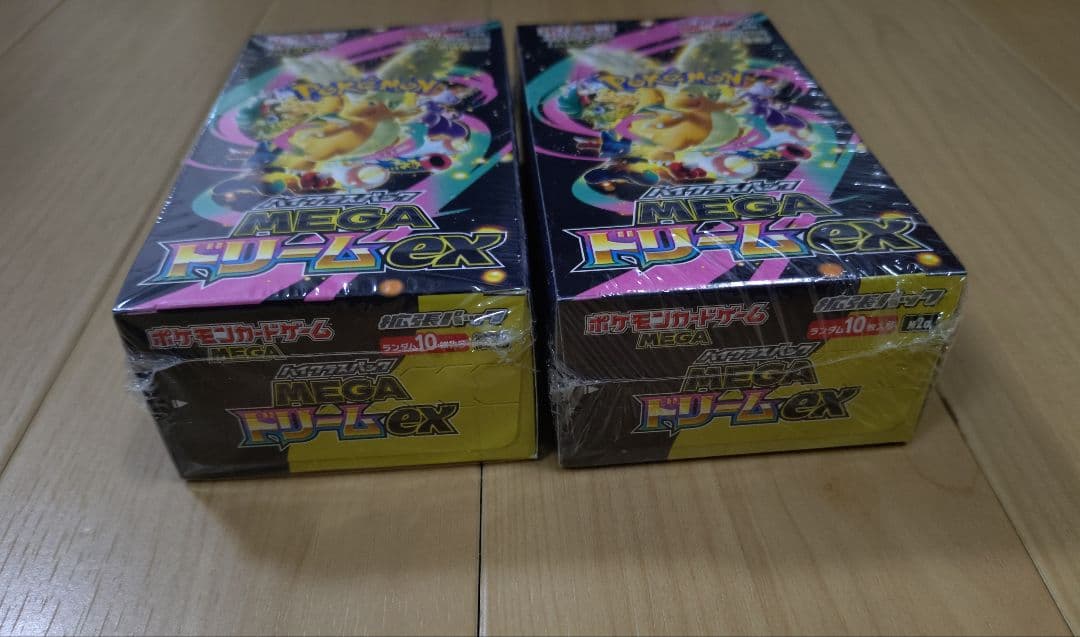 POKÉMON
ハイクラスパック
MEGA
ドリームex
ポケモンカードゲーム
MEGA
拡張パック
ランダム10
ハイクラスパック
MEGA
ドリームex
POKÉMON
ハイクラスパック
MEGA
ドリームex
ポケモンカードゲーム
MEGA
拡張パック
ランダム10枚入り
ハイクラスパック
MEGA
ドリームex